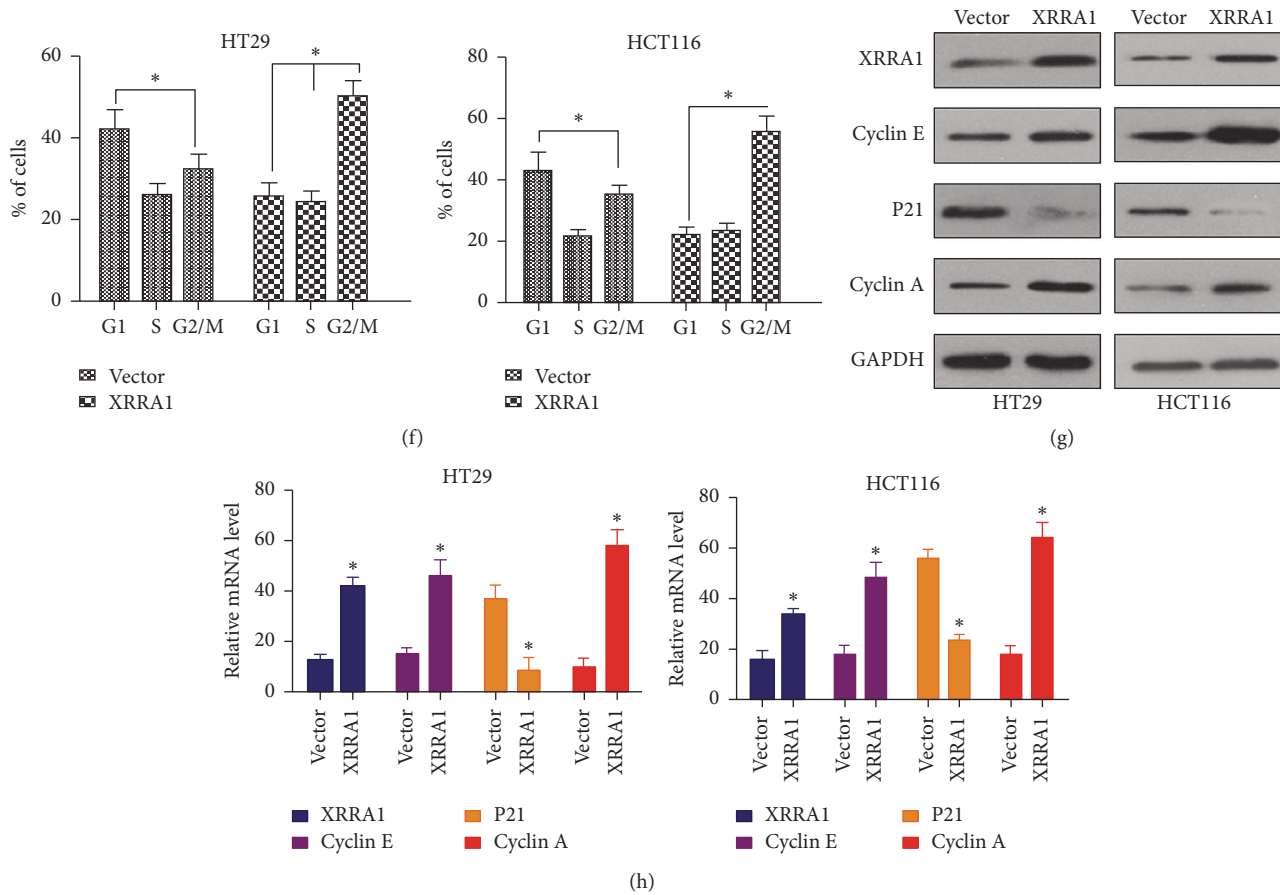 HT29
% of cells
60
40
20
0
G1 S G2/M G1 S G2/M
*
*
Vector
XRRA1
HCT116
% of cells
80
60
40
20
0
G1 S G2/M G1 S G2/M
*
*
Vector
XRRA1
(f)
Vector XRRA1 Vector XRRA1
XRRA1
Cyclin E
P21
Cyclin A
GAPDH
HT29 HCT116
(g)
HT29
Relative mRNA level
80
60
40
20
0
* * * *
Vector XRRA1 Vector XRRA1 Vector XRRA1 Vector XRRA1
XRRA1 P21
Cyclin E Cyclin A
HCT116
Relative mRNA level
80
60
40
20
0
* * * *
Vector XRRA1 Vector XRRA1 Vector XRRA1 Vector XRRA1
XRRA1 P21
Cyclin E Cyclin A
(h)